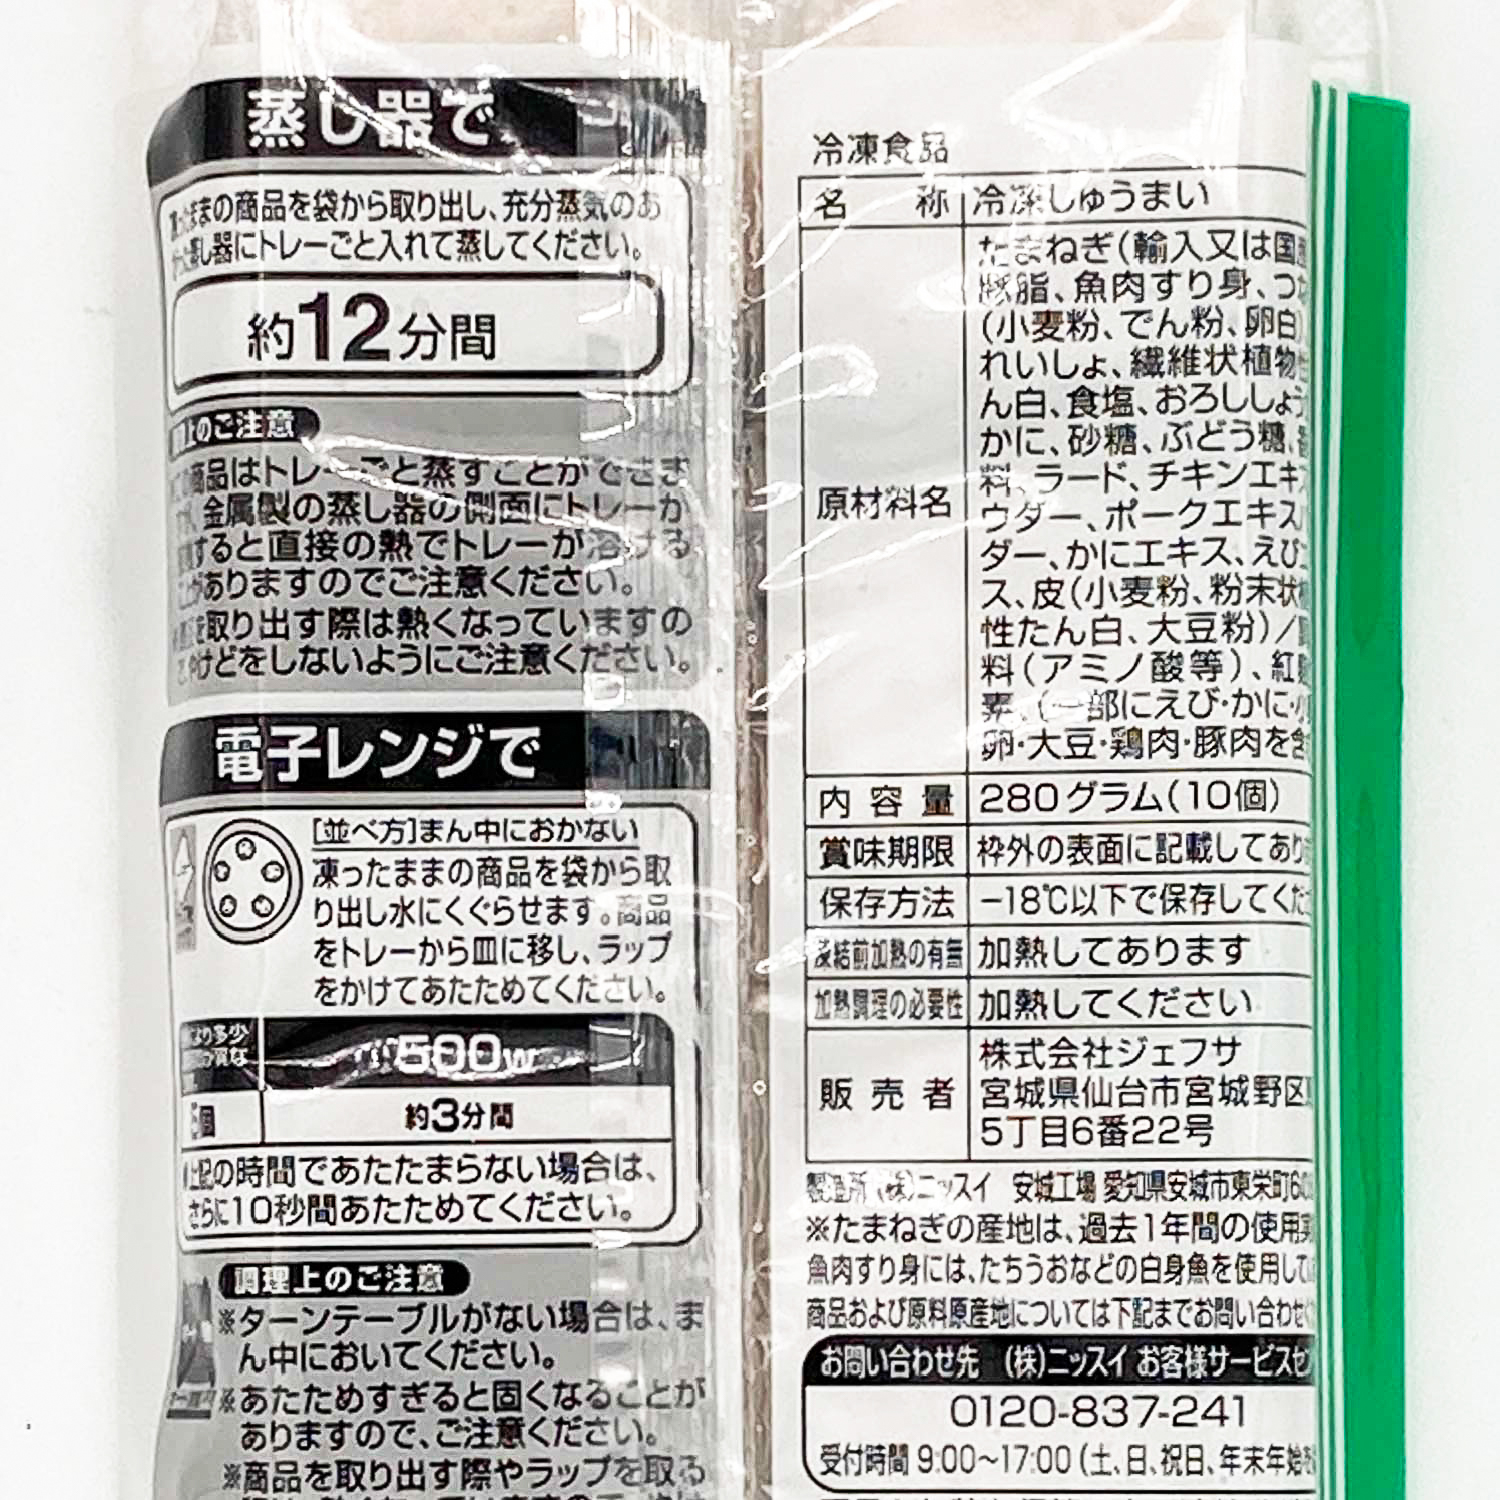 蒸し器で
ままの商品を袋から取り出し、充分蒸気のあ
蒸し器にトレーごと入れて蒸してください。
約12分間
上のご注意
商品はトレーごと蒸すことができま
金属製の蒸し器の側面にトレーが
すると直接の熱でトレーが溶ける
がありますのでご注意ください。
を取り出す際は熱くなっていますの
やけどをしないようにご注意ください。
電子レンジで
[並べ方]まん中におかない
凍ったままの商品を袋から取
り出し水にくぐらせます。商品
をトレーから皿に移し、ラップ
をかけてあたためてください。
より多少
500w
個
約3分間
上記の時間であたたまらない場合は、
さらに10秒間あたためてください。
調理上のご注意
※ターンテーブルがない場合は、ま
ん中においてください。
※あたためすぎると固くなることが
ありますので、ご注意ください。
※商品を取り出す際やラップを取る
冷凍食品
名称 冷凍しゅうまい
原材料名
たまねぎ(輸入又は国
豚脂、魚肉すり身、つ
(小麦粉、でん粉、卵白)
れいしょ、繊維状植物
ん白、食塩、おろししょう
かに、砂糖、ぶどう糖、
料、ラード、チキンエキ
ウダー、ポークエキス
ダー、かにエキス、えび
ス、皮(小麦粉、粉末状
性たん白、大豆粉)/
料(アミノ酸等)、紅
素、(一部にえび・かに・
卵・大豆・鶏肉・豚肉を含
内容量 280グラム(10個)
賞味期限 枠外の表面に記載してあり
保存方法 -18℃以下で保存してくだ
凍結前加熱の有無 加熱してあります
加熱調理の必要性 加熱してください
販売者
株式会社ジェフサ
宮城県仙台市宮城野区
5丁目6番22号
製造所 (株)ニッスイ 安城工場 愛知県安城市東栄町
※たまねぎの産地は、過去1年間の使用
魚肉すり身には、たちうおなどの白身魚を使用して
商品および原料原産地については下記までお問い合わせ
お問い合わせ先 (株)ニッスイ お客様サービスセ
0120-837-241
受付時間 9:00~17:00 (土、日、祝日、年末年始